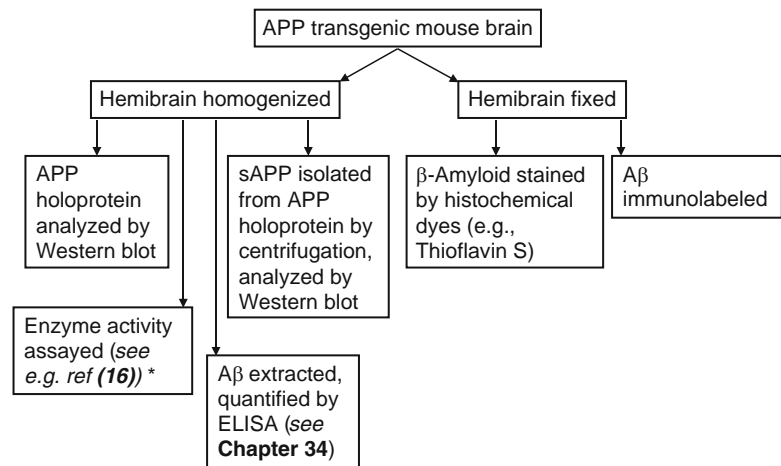 APP transgenic mouse brain
Hemibrain homogenized
Hemibrain fixed
APP
holoprotein
analyzed by
Western blot
sAPP isolated
from APP
holoprotein by
centrifugation,
analyzed by
Western blot
β-Amyloid stained
by histochemical
dyes (e.g.,
Thioflavin S)
Aβ
immunolabeled
Enzyme activity
assayed (see
e.g. ref (16)) *
Aβ extracted,
quantified by
ELISA (see
Chapter 34)